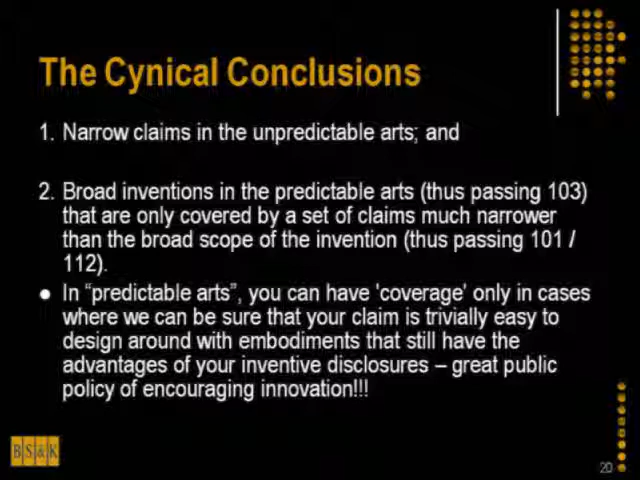 The Cynical Conclusions
1. Narrow claims in the unpredictable arts; and
2. Broad inventions in the predictable arts (thus passing 103)
that are only covered by a set of claims much narrower
than the broad scope of the invention (thus passing 101 /
112).
● In “predictable arts”, you can have 'coverage' only in cases
where we can be sure that your claim is trivially easy to
design around with embodiments that still have the
advantages of your inventive disclosures – great public
policy of encouraging innovation!!!
BS&K
20